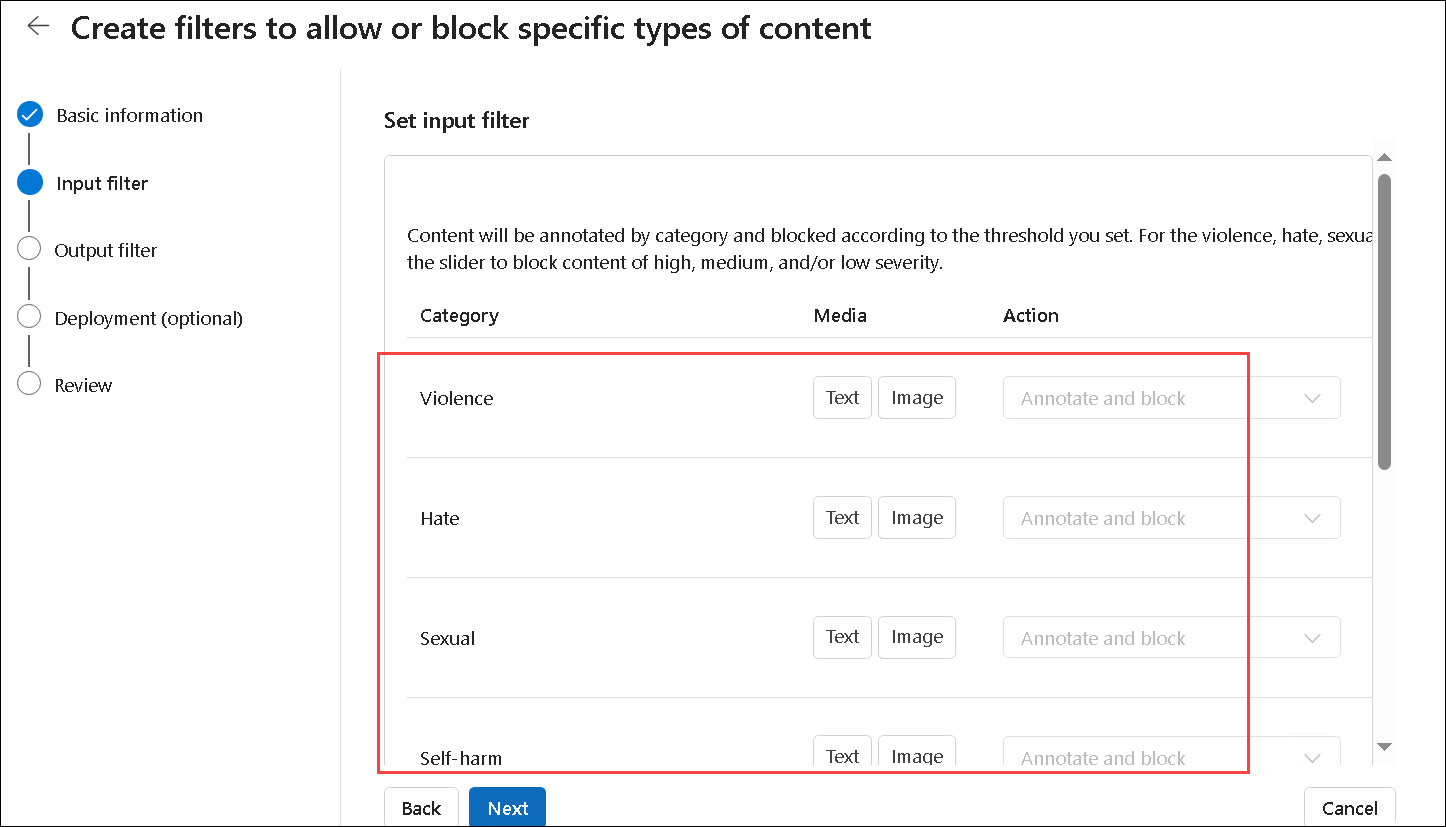 Create filters to allow or block specific types of content
Basic information
Input filter
Output filter
Deployment (optional)
Review
Set input filter
Content will be annotated by category and blocked according to the threshold you set. For the violence, hate, sexua
the slider to block content of high, medium, and/or low severity.
Category Media Action
Violence Text Image Annotate and block
Hate Text Image Annotate and block
Sexual Text Image Annotate and block
Self-harm Text Image Annotate and block
Back Next Cancel